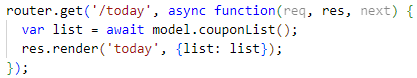 router.get('/today', async function(req, res, next) {
  var list = await model.couponList();
  res.render('today', {list: list});
});